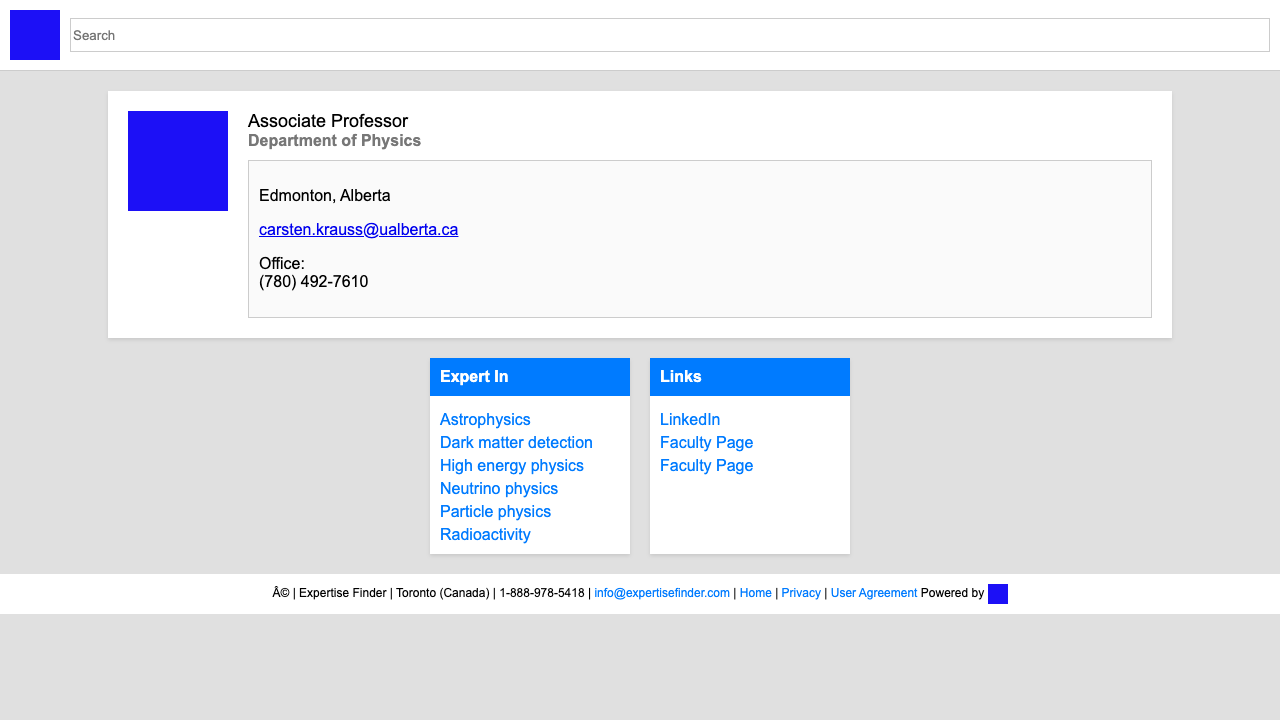 Search
Associate Professor
Department of Physics
Edmonton, Alberta
carsten.krauss@ualberta.ca
Office:
(780) 492-7610
Expert In
Astrophysics
Dark matter detection
High energy physics
Neutrino physics
Particle physics
Radioactivity
Links
LinkedIn
Faculty Page
Faculty Page
Â© | Expertise Finder | Toronto (Canada) | 1-888-978-5418 | info@expertisefinder.com | Home | Privacy | User Agreement Powered by